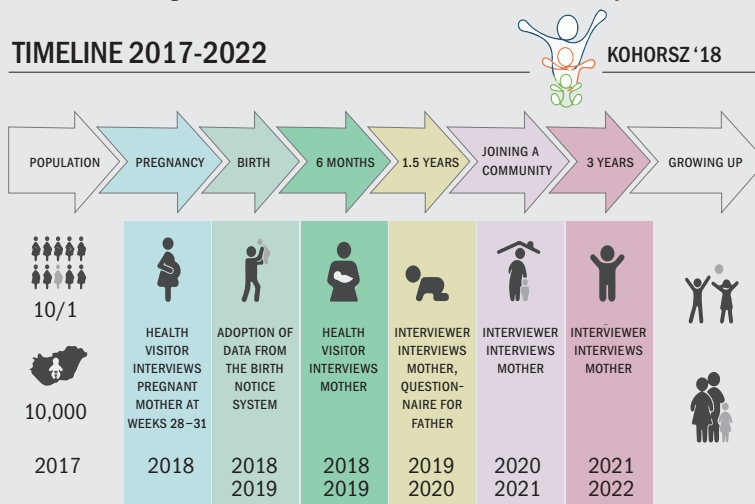 TIMELINE 2017-2022
KOHORSZ ‘18
POPULATION
PREGNANCY
BIRTH
6 MONTHS
1.5 YEARS
JOINING A
COMMUNITY
3 YEARS
GROWING UP
10/1
10,000
2017
HEALTH
VISITOR
INTERVIEWS
PREGNANT
MOTHER AT
WEEKS 28–31
2018
ADOPTION OF
DATA FROM
THE BIRTH
NOTICE
SYSTEM
2018
2019
HEALTH
VISITOR
INTERVIEWS
MOTHER
2018
2019
INTERVIEWER
INTERVIEWS
MOTHER,
QUESTION-
NAIRE FOR
FATHER
2019
2020
INTERVIEWER
INTERVIEWS
MOTHER
2020
2021
INTERVIEWER
INTERVIEWS
MOTHER
2021
2022